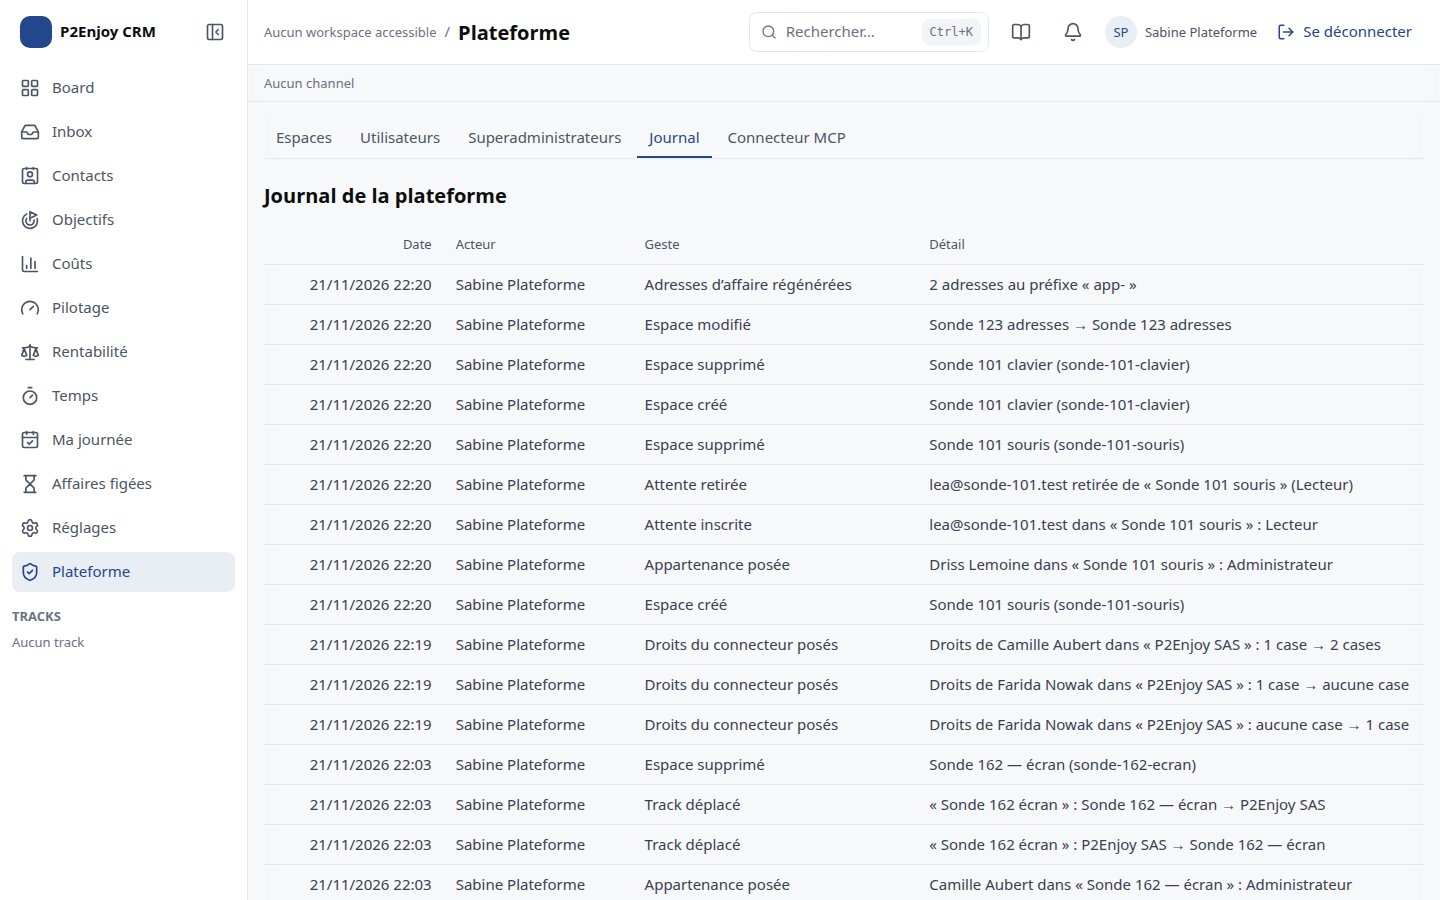 P2Enjoy CRM
Board
Inbox
Contacts
Objectifs
Coûts
Pilotage
Rentabilité
Temps
Ma journée
Affaires figées
Réglages
Plateforme
TRACKS
Aucun track
Aucun workspace accessible / Plateforme
Rechercher... Ctrl+K
SP Sabine Plateforme
Se déconnecter
Aucun channel
Espaces Utilisateurs Superadministrateurs Journal Connecteur MCP
Journal de la plateforme
Date Acteur Geste Détail
21/11/2026 22:20 Sabine Plateforme Adresses d’affaire régénérées 2 adresses au préfixe « app- »
21/11/2026 22:20 Sabine Plateforme Espace modifié Sonde 123 adresses → Sonde 123 adresses
21/11/2026 22:20 Sabine Plateforme Espace supprimé Sonde 101 clavier (sonde-101-clavier)
21/11/2026 22:20 Sabine Plateforme Espace créé Sonde 101 clavier (sonde-101-clavier)
21/11/2026 22:20 Sabine Plateforme Espace supprimé Sonde 101 souris (sonde-101-souris)
21/11/2026 22:20 Sabine Plateforme Attente retirée lea@sonde-101.test retirée de « Sonde 101 souris » (Lecteur)
21/11/2026 22:20 Sabine Plateforme Attente inscrite lea@sonde-101.test dans « Sonde 101 souris » : Lecteur
21/11/2026 22:20 Sabine Plateforme Appartenance posée Driss Lemoine dans « Sonde 101 souris » : Administrateur
21/11/2026 22:20 Sabine Plateforme Espace créé Sonde 101 souris (sonde-101-souris)
21/11/2026 22:19 Sabine Plateforme Droits du connecteur posés Droits de Camille Aubert dans « P2Enjoy SAS » : 1 case → 2 cases
21/11/2026 22:19 Sabine Plateforme Droits du connecteur posés Droits de Farida Nowak dans « P2Enjoy SAS » : 1 case → aucune case
21/11/2026 22:19 Sabine Plateforme Droits du connecteur posés Droits de Farida Nowak dans « P2Enjoy SAS » : aucune case → 1 case
21/11/2026 22:03 Sabine Plateforme Espace supprimé Sonde 162 — écran (sonde-162-ecran)
21/11/2026 22:03 Sabine Plateforme Track déplacé « Sonde 162 écran » : Sonde 162 — écran → P2Enjoy SAS
21/11/2026 22:03 Sabine Plateforme Track déplacé « Sonde 162 écran » : P2Enjoy SAS → Sonde 162 — écran
21/11/2026 22:03 Sabine Plateforme Appartenance posée Camille Aubert dans « Sonde 162 — écran » : Administrateur